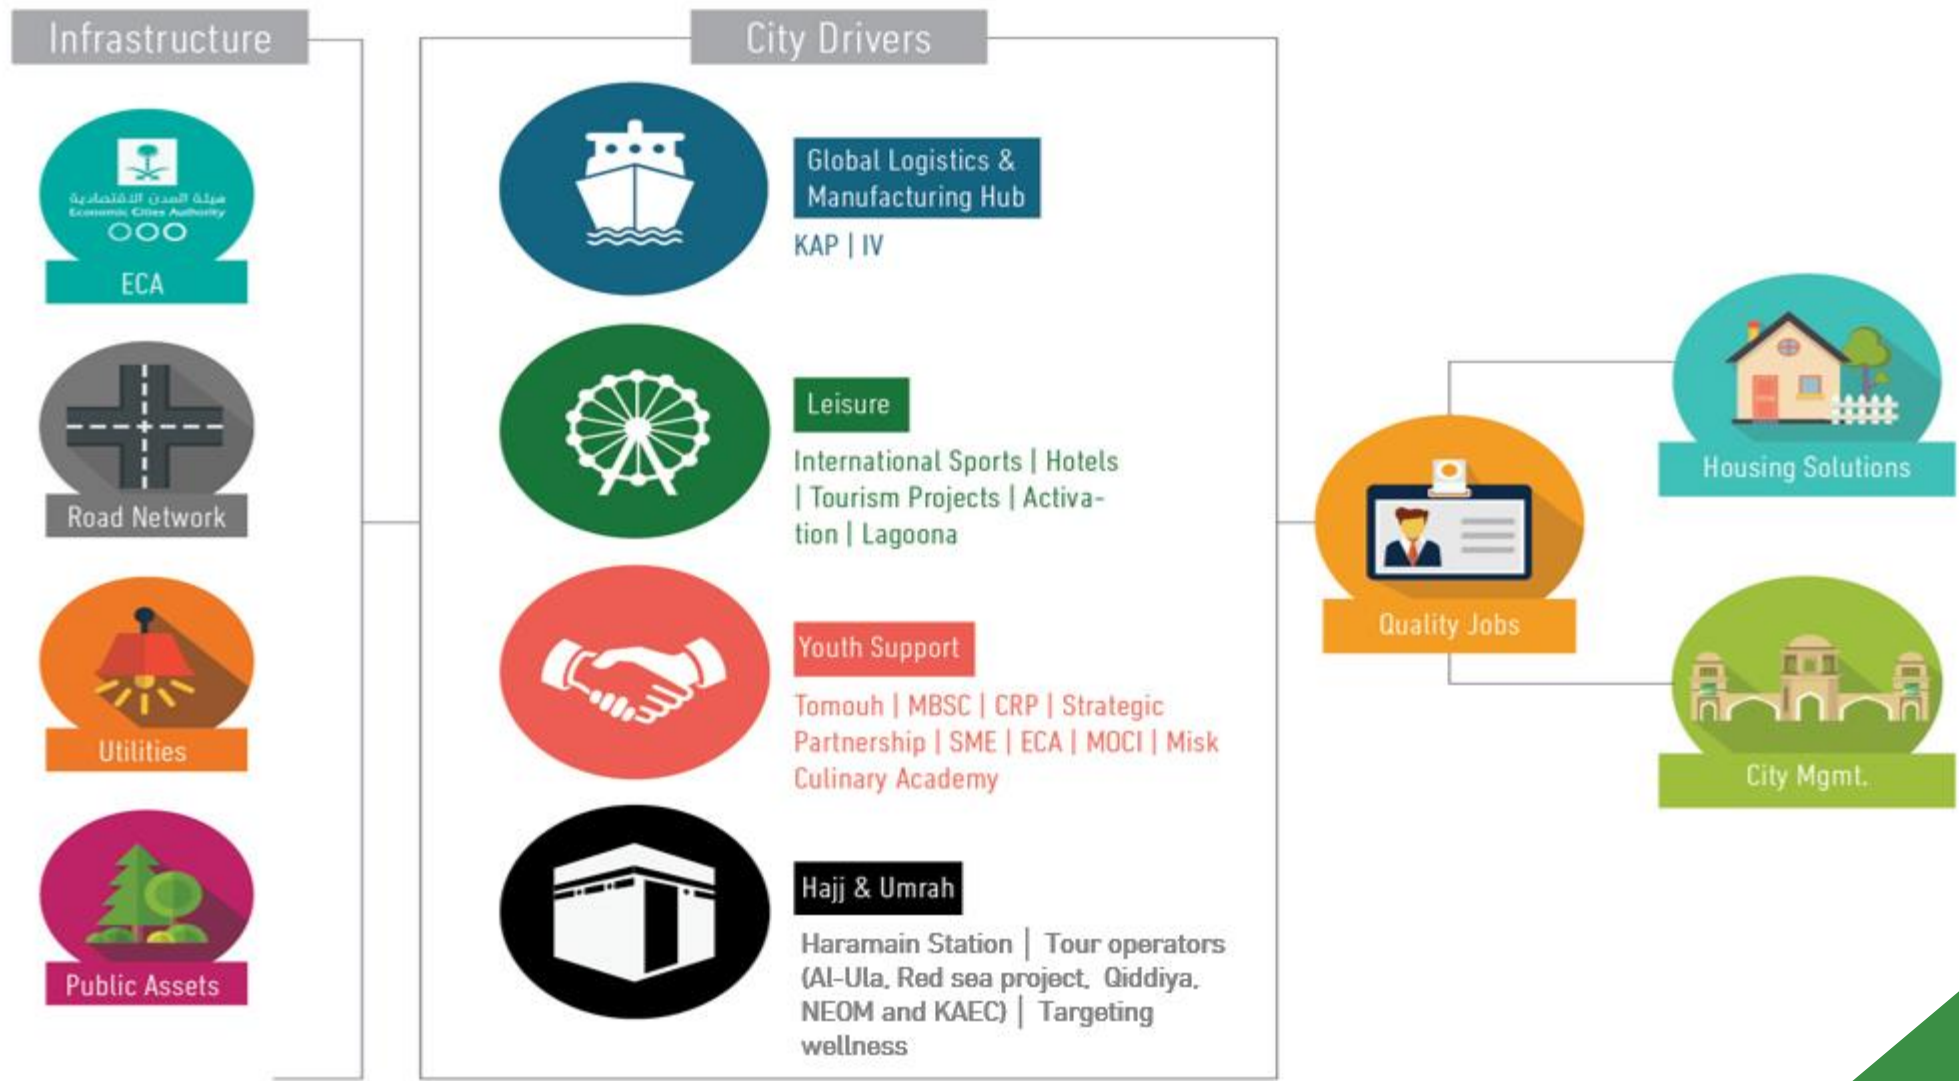 Infrastructure
هيئة المدن الاقتصادية
Economic Cities Authority
ECA
Road Network
Utilities
Public Assets
City Drivers
Global Logistics &
Manufacturing Hub
KAP | IV
Leisure
International Sports | Hotels
| Tourism Projects | Activa-
tion | Lagoona
Youth Support
Tomouh | MBSC | CRP | Strategic
Partnership | SME | ECA | MOCI | Misk
Culinary Academy
Hajj & Umrah
Haramain Station | Tour operators
(Al-Ula, Red sea project, Qiddiya,
NEOM and KAEC) | Targeting
wellness
Quality Jobs
Housing Solutions
City Mgmt.